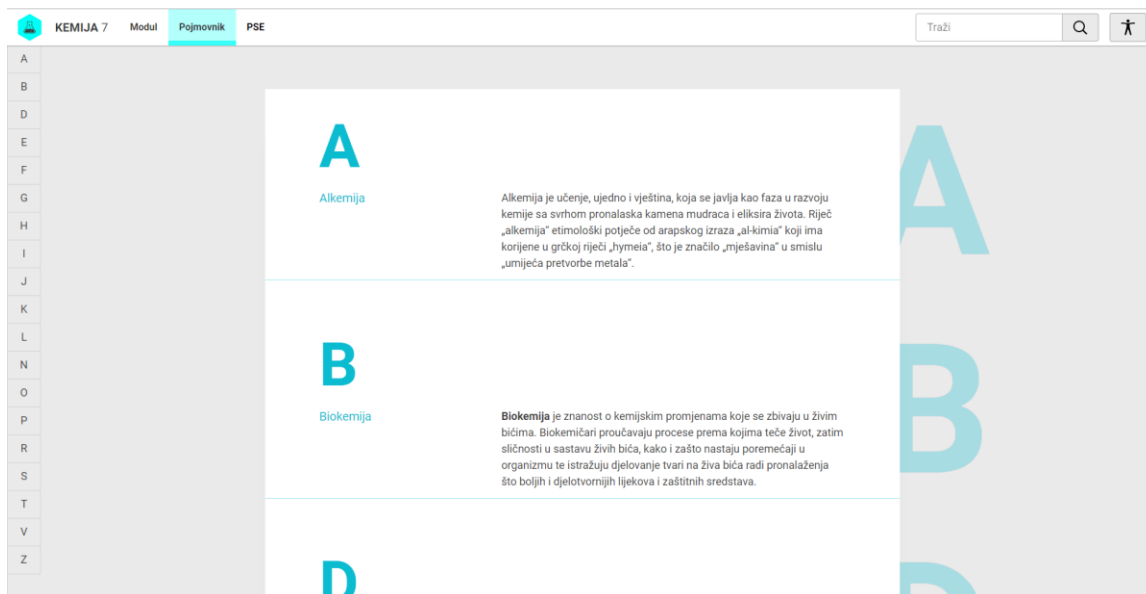 KEMIJA 7 Modul Pojmovnik PSE Traži
A
B
D
E
F
G
H
I
J
K
L
N
O
P
R
S
T
V
Z
A
A
Alkemija
Alkemija je učenje, ujedno i vještina, koja se javlja kao faza u razvoju
kemije sa svrhom pronalaska kamena mudraca i eliksira života. Riječ
„alkemija“ etimološki potječe od arapskog izraza „al-kimia“ koji ima
korijene u grčkoj riječi „hymeia“, što je značilo „mješavina“ u smislu
„umijeća pretvorbe metala“.
B
B
Biokemija
Biokemija je znanost o kemijskim promjenama koje se zbivaju u živim
bićima. Biokemičari proučavaju procese prema kojima teče život, zatim
sličnosti u sastavu živih bića, kako i zašto nastaju poremećaji u
organizmu te istražuju djelovanje tvari na živa bića radi pronalaženja
što boljih i djelotvornijih lijekova i zaštitnih sredstava.
D
D